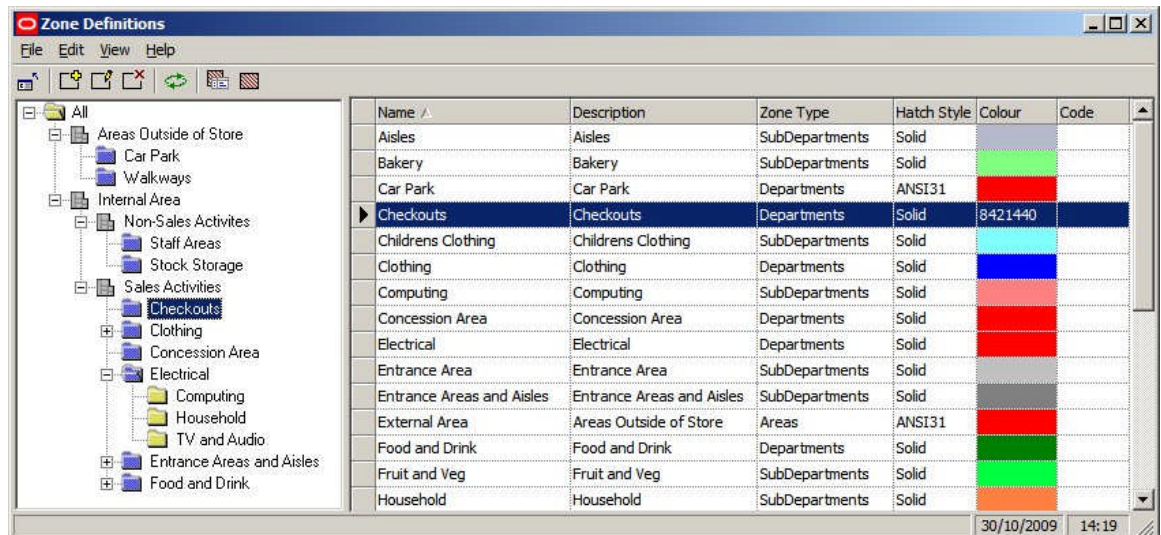 Zone Definitions
File Edit View Help
All
Areas Outside of Store
Car Park
Walkways
Internal Area
Non-Sales Activites
Staff Areas
Stock Storage
Sales Activities
Checkouts
Clothing
Concession Area
Electrical
Computing
Household
TV and Audio
Entrance Areas and Aisles
Food and Drink
Name Description Zone Type Hatch Style Colour Code
Aisles Aisles SubDepartments Solid
Bakery Bakery SubDepartments Solid
Car Park Car Park Departments ANSI31
Checkouts Checkouts Departments Solid 8421440
Childrens Clothing Childrens Clothing SubDepartments Solid
Clothing Clothing Departments Solid
Computing Computing SubDepartments Solid
Concession Area Concession Area Departments Solid
Electrical Electrical Departments Solid
Entrance Area Entrance Area SubDepartments Solid
Entrance Areas and Aisles Entrance Areas and Aisles SubDepartments Solid
External Area Areas Outside of Store Areas ANSI31
Food and Drink Food and Drink Departments Solid
Fruit and Veg Fruit and Veg SubDepartments Solid
Household Household SubDepartments Solid
30/10/2009 14:19